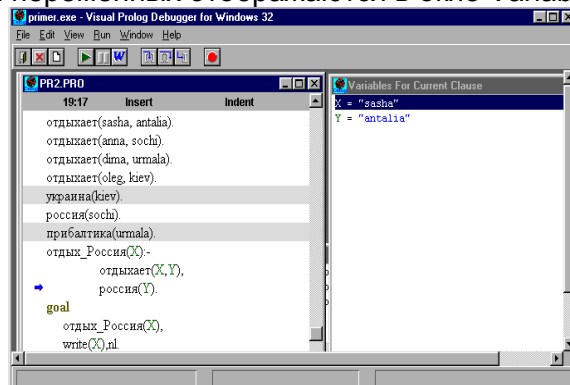 переменных отображаются в окне Variab
primer.exe - Visual Prolog Debugger for Windows 32
File Edit View Run Window Help
PR2.PRO
19:17 Insert Indent
отдыхает(sasha, antalia).
отдыхает(anna, sochi).
отдыхает(dima, urmala).
отдыхает(oleg, kiev).
украина(kiev).
россия(sochi).
прибалтика(urmala).
отдых_Россия(X):-
отдыхает(X,Y),
россия(Y).
goal
отдых_Россия(X),
write(X),nl.
Variables For Current Clause
X = "sasha"
Y = "antalia"